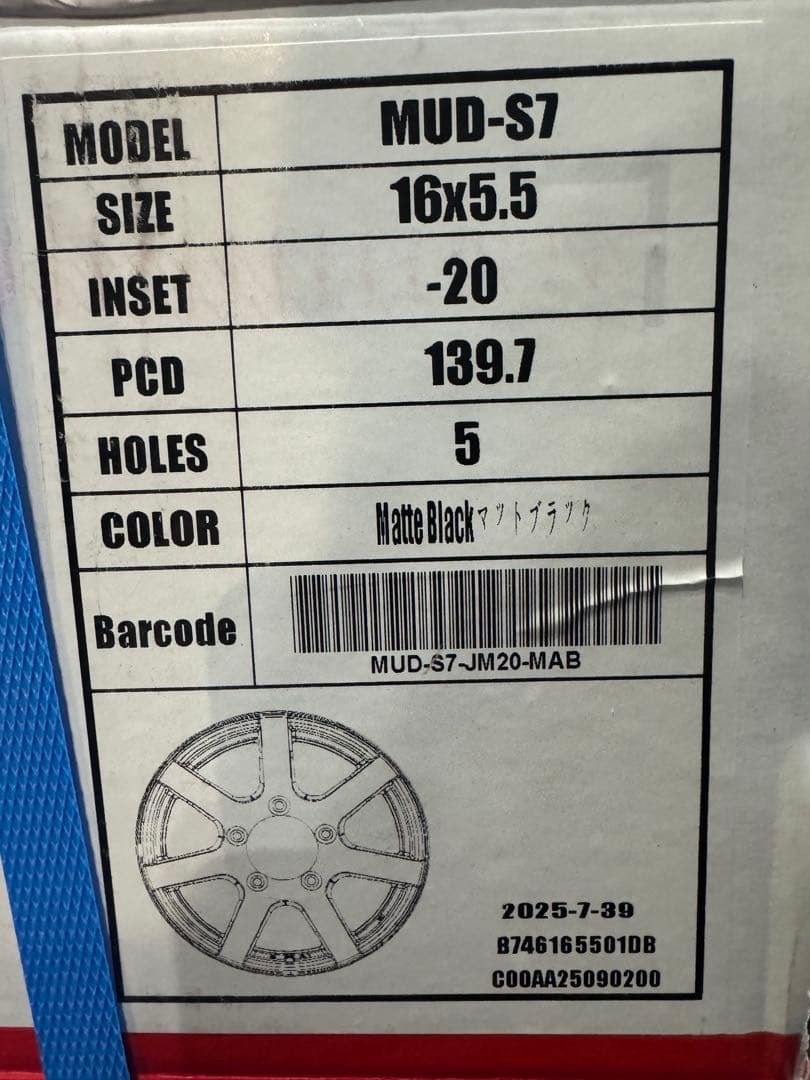 MODEL MUD-S7
SIZE 16x5.5
INSET -20
PCD 139.7
HOLES 5
COLOR Matte Blackマットブラック
Barcode
MUD-S7-JM20-MAB
2025-7-39
B746165501DB
C00AA25090200